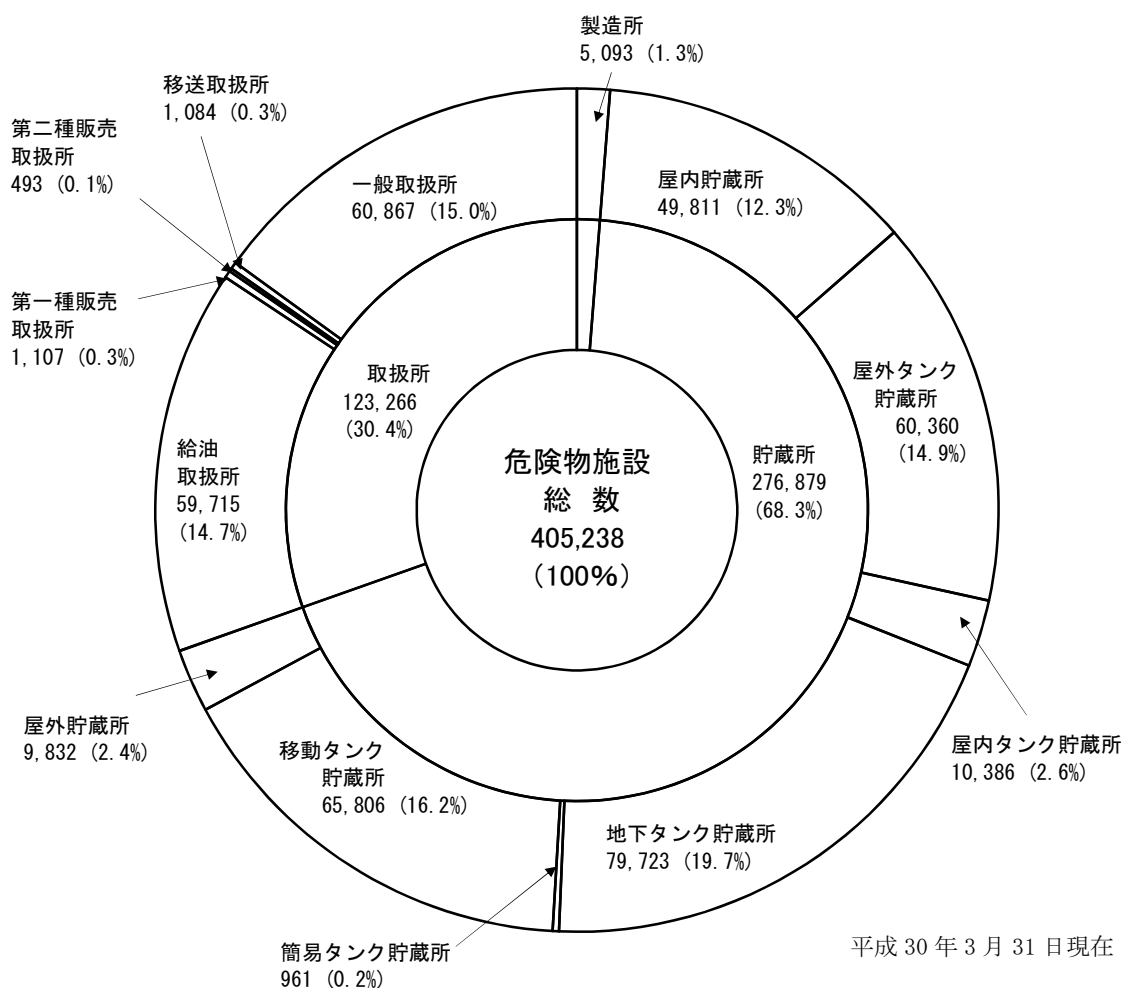 製造所
5,093 (1.3%)
屋内貯蔵所
49,811 (12.3%)
屋外タンク
貯蔵所
60,360
(14.9%)
屋内タンク貯蔵所
10,386 (2.6%)
地下タンク貯蔵所
79,723 (19.7%)
簡易タンク貯蔵所
961 (0.2%)
移動タンク
貯蔵所
65,806 (16.2%)
屋外貯蔵所
9,832 (2.4%)
給油
取扱所
59,715
(14.7%)
第一種販売
取扱所
1,107 (0.3%)
第二種販売
取扱所
493 (0.1%)
移送取扱所
1,084 (0.3%)
一般取扱所
60,867 (15.0%)
取扱所
123,266
(30.4%)
貯蔵所
276,879
(68.3%)
危険物施設
総 数
405,238
(100%)
平成 30 年 3 月 31 日現在